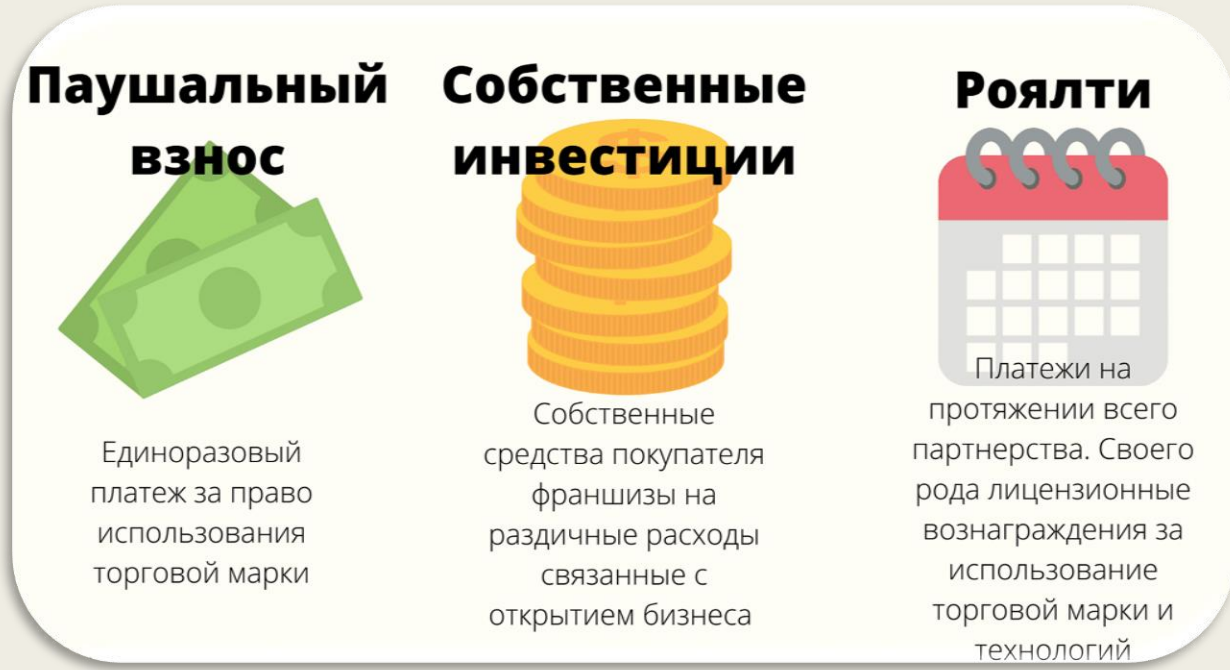 Паушальный
взнос
Единоразовый
платеж за право
использования
торговой марки
Собственные
инвестиции
Собственные
средства покупателя
франшизы на
раздичные расходы
связанные с
открытием бизнеса
Роялти
Платежи на
протяжении всего
партнерства. Своего
рода лицензионные
вознаграждения за
использование
торговой марки и
технологий